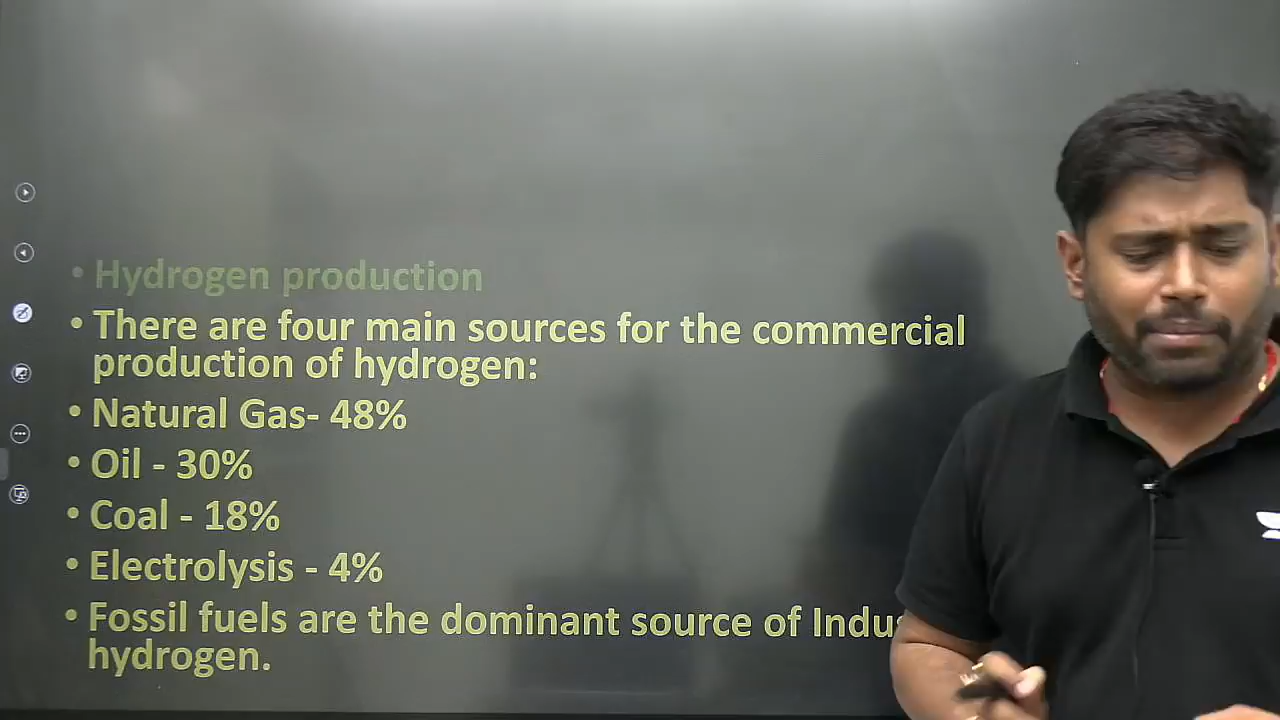 • Hydrogen production
• There are four main sources for the commercial
production of hydrogen:
• Natural Gas- 48%
• Oil - 30%
• Coal - 18%
• Electrolysis - 4%
• Fossil fuels are the dominant source of
hydrogen.